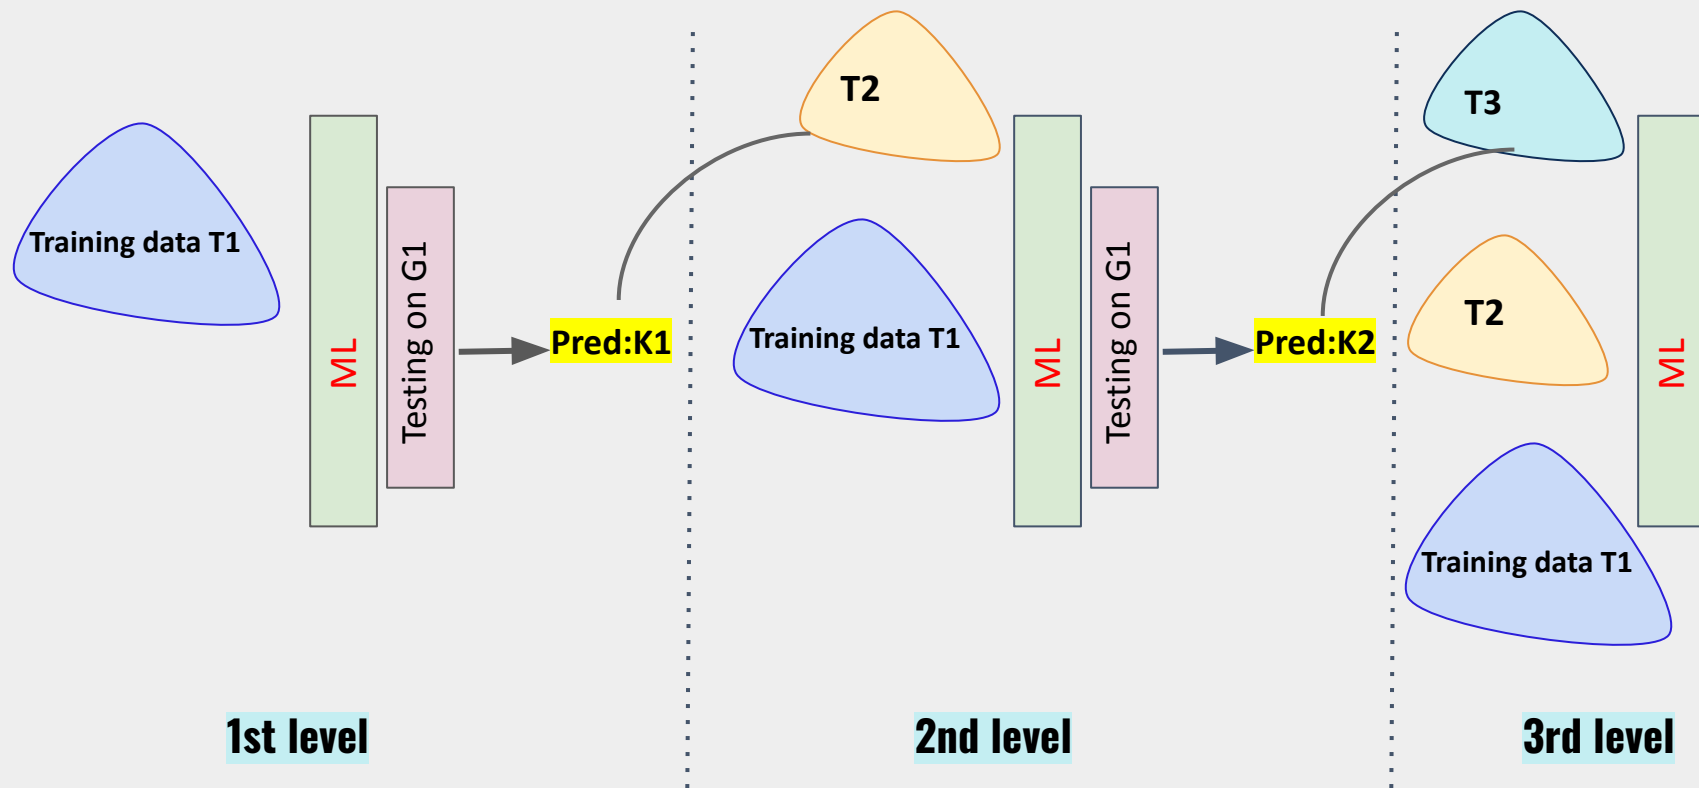 Training data T1
ML
Testing on G1
Pred:K1
1st level
T2
Training data T1
ML
Testing on G1
Pred:K2
2nd level
T3
T2
Training data T1
ML
3rd level